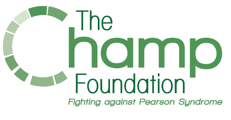 The
Champ
Foundation
Fighting against Pearson Syndrome